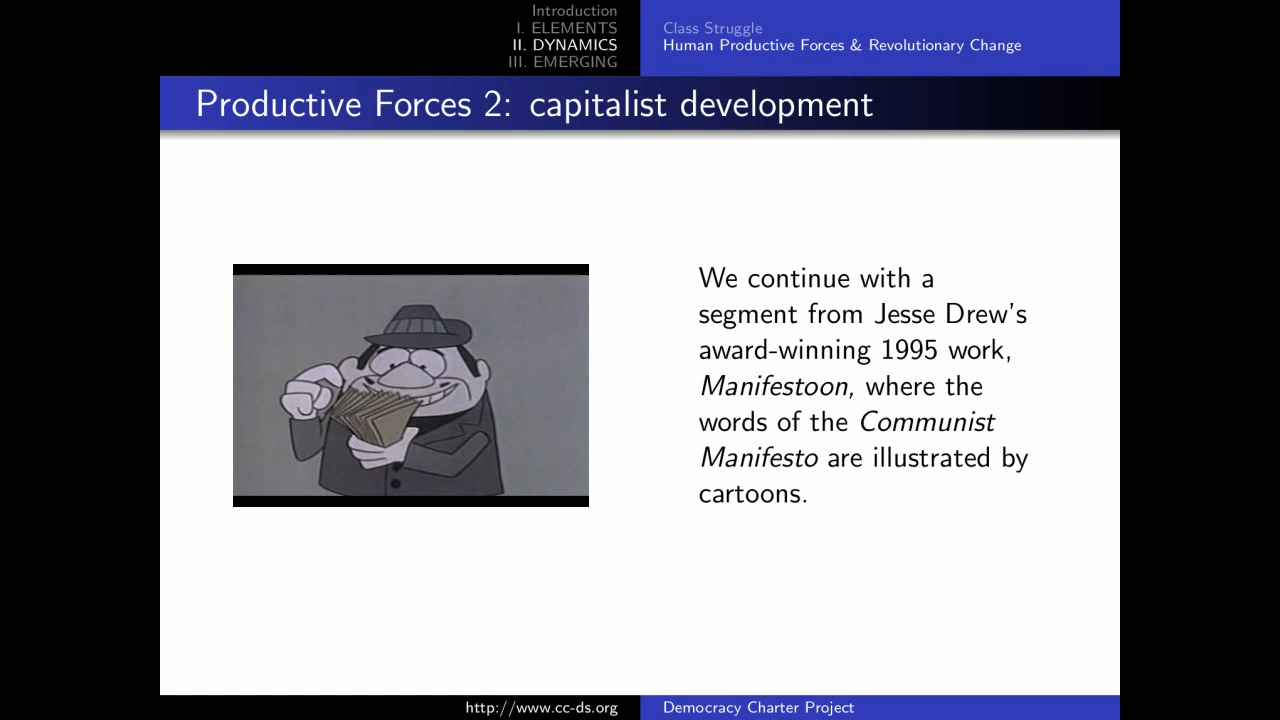 Introduction
I. ELEMENTS
II. DYNAMICS
III. EMERGING
Class Struggle
Human Productive Forces & Revolutionary Change
Productive Forces 2: capitalist development
We continue with a
segment from Jesse Drew's
award-winning 1995 work,
Manifestoon, where the
words of the Communist
Manifesto are illustrated by
cartoons.
http://www.cc-ds.org
Democracy Charter Project